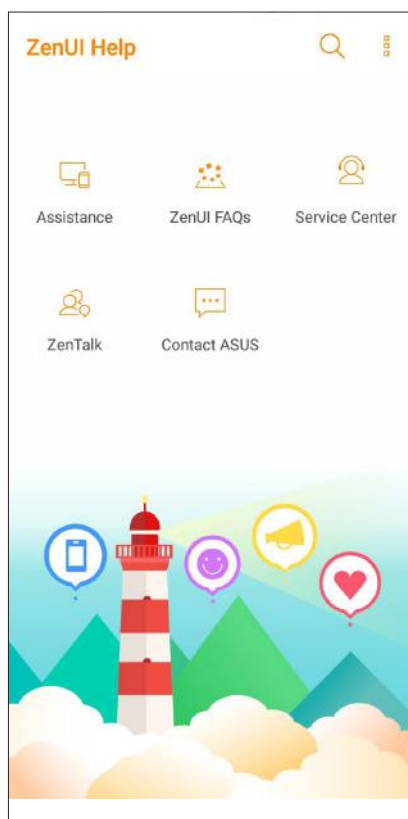 ZenUI Help
Assistance
ZenUI FAQs
Service Center
ZenTalk
Contact ASUS